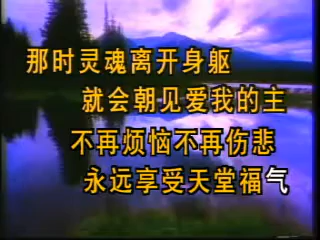 那时灵魂离开身躯
就会朝见爱我的主
不再烦恼不再伤悲
永远享受天堂福气